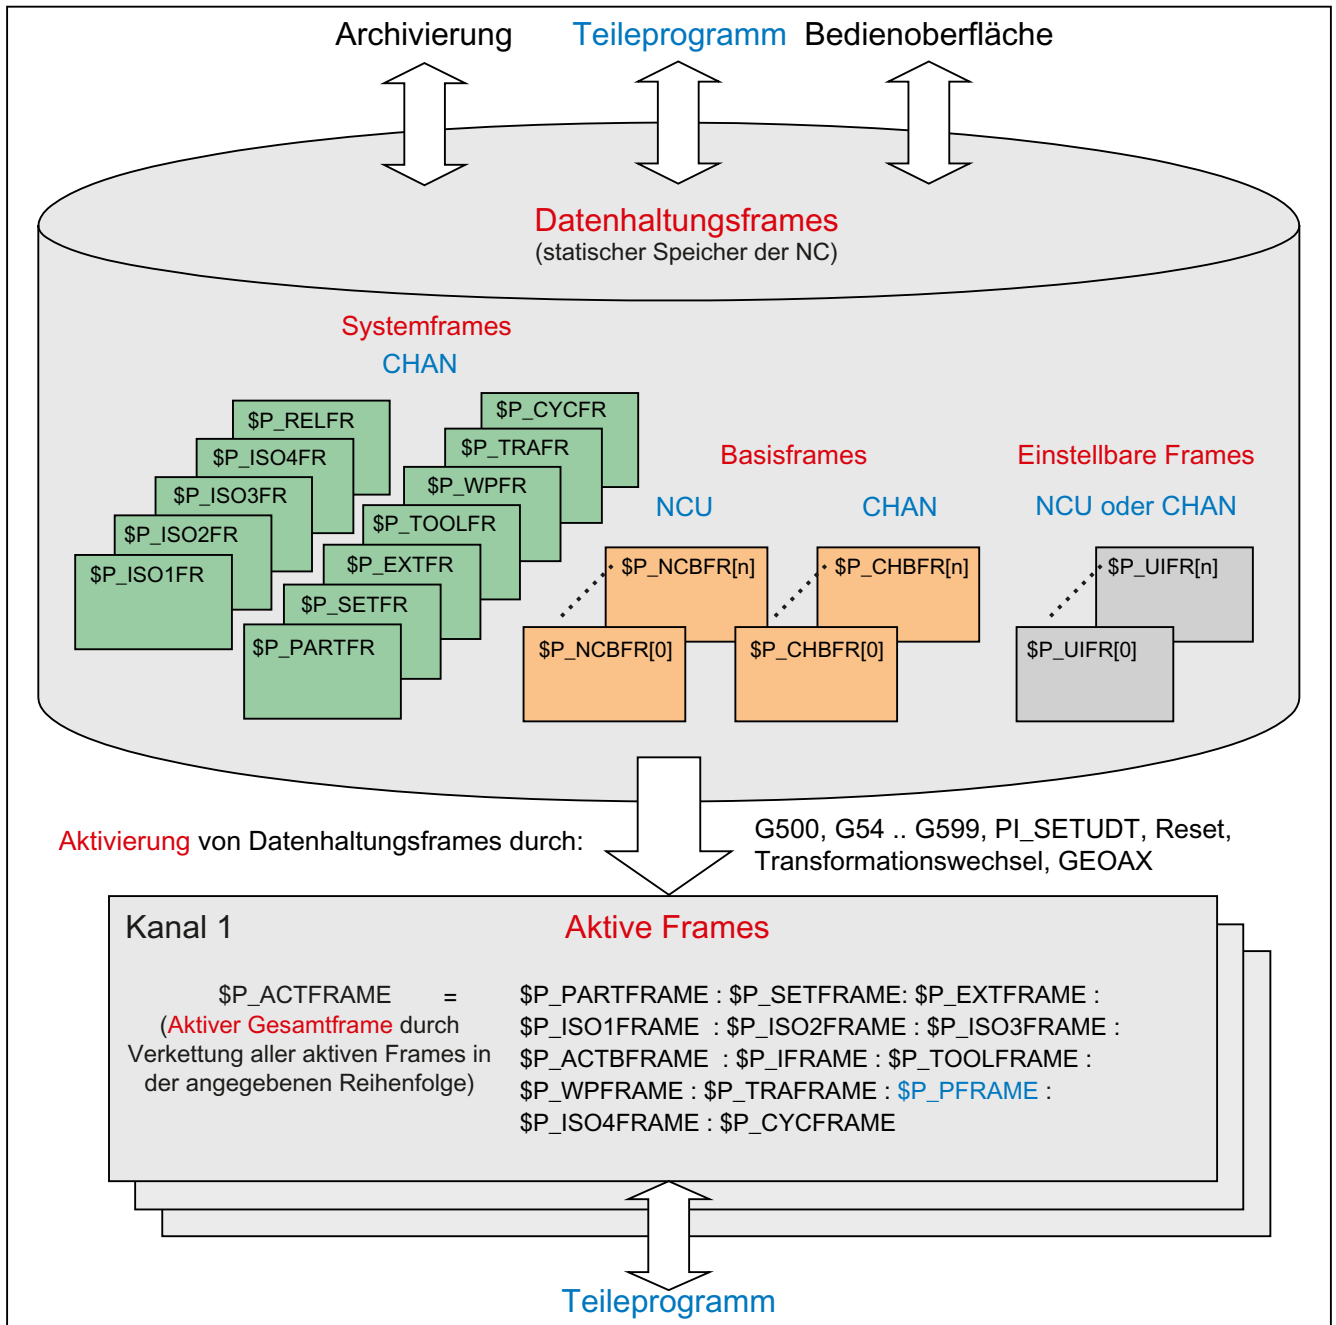 Archivierung Teileprogramm Bedienoberfläche
Datenhaltungsframes
(statischer Speicher der NC)
Systemframes
CHAN
$P_RELFR
$P_ISO4FR
$P_ISO3FR
$P_ISO2FR
$P_ISO1FR
$P_CYCFR
$P_TRAFR
$P_WPFR
$P_TOOLFR
$P_EXTFR
$P_SETFR
$P_PARTFR
Basisframes
NCU CHAN
$P_NCBFR[n]
$P_NCBFR[0]
$P_CHBFR[n]
$P_CHBFR[0]
Einstellbare Frames
NCU oder CHAN
$P_UIFR[n]
$P_UIFR[0]
Aktivierung von Datenhaltungsframes durch:
G500, G54 .. G599, PI_SETUDT, Reset,
Transformationswechsel, GEOAX
Kanal 1
Aktive Frames
$P_ACTFRAME =
(Aktiver Gesamtframe durch
Verkettung aller aktiven Frames in
der angegebenen Reihenfolge)
$P_PARTFRAME : $P_SETFRAME: $P_EXTFRAME :
$P_ISO1FRAME : $P_ISO2FRAME : $P_ISO3FRAME :
$P_ACTBFRAME : $P_IFRAME : $P_TOOLFRAME :
$P_WPFRAME : $P_TRAFRAME : $P_PFRAME :
$P_ISO4FRAME : $P_CYCFRAME
Teileprogramm